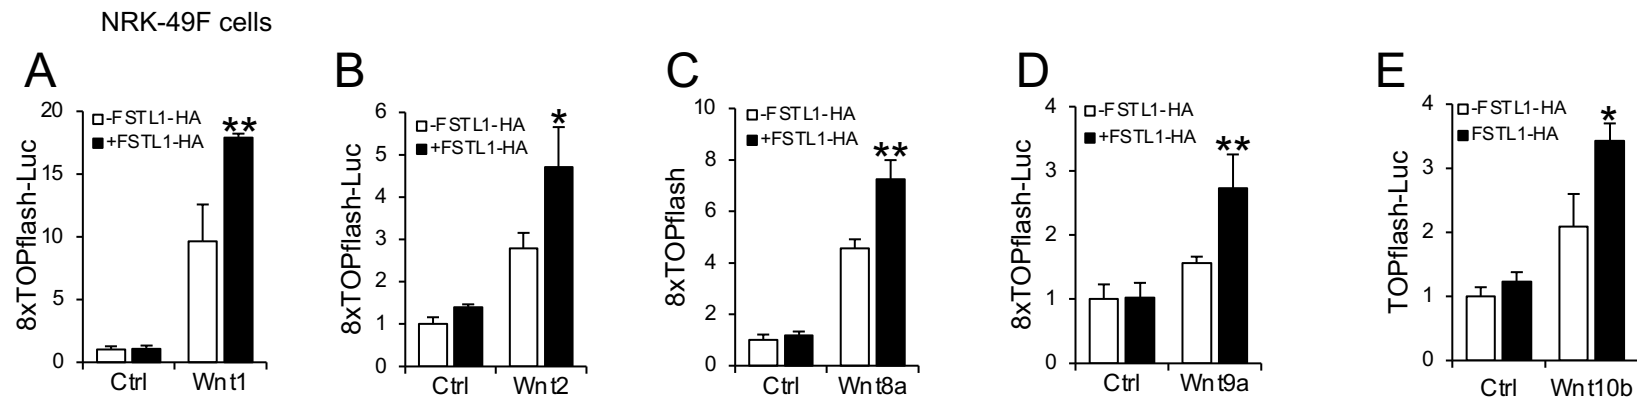 NRK-49F cells
A
8xTOPflash-Luc
20
15
10
5
0
-FSTL1-HA
+FSTL1-HA
**
Ctrl Wnt1
B
8xTOPflash-Luc
6
5
4
3
2
1
0
-FSTL1-HA
+FSTL1-HA
*
Ctrl Wnt2
C
8xTOPflash
10
8
6
4
2
0
-FSTL1-HA
+FSTL1-HA
**
Ctrl Wnt8a
D
8xTOPflash-Luc
4
3
2
1
0
-FSTL1-HA
+FSTL1-HA
**
Ctrl Wnt9a
E
TOPflash-Luc
4
3
2
1
0
-FSTL1-HA
FSTL1-HA
*
Ctrl Wnt10b